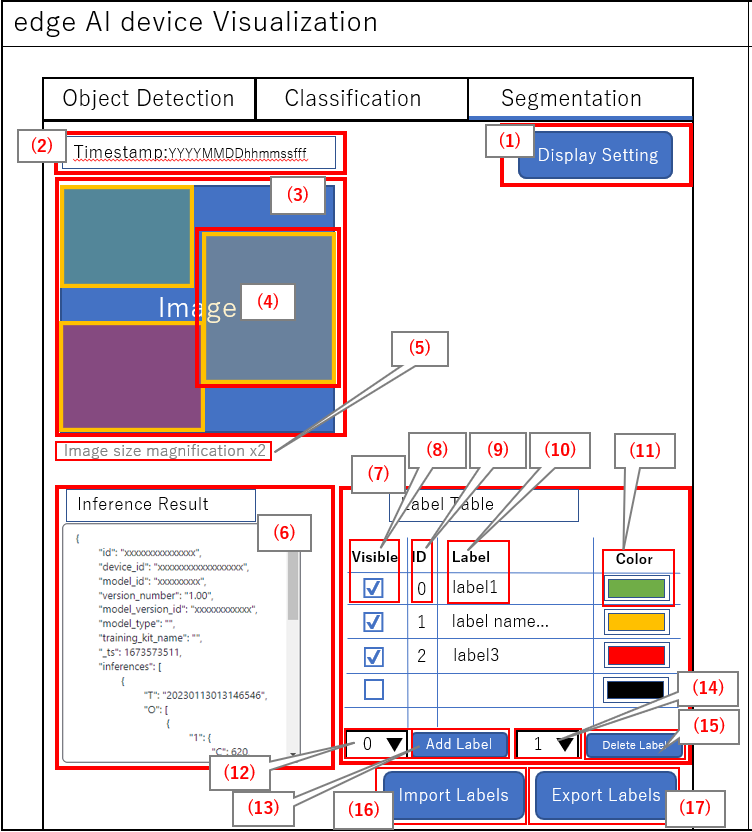 edge AI device Visualization
Object Detection Classification Segmentation
(1) Display Setting
(2) Timestamp:YYYYMMDDhhmmssfff
(3)
Image (4)
(5)
Image size magnification x2
(7) (8) (9) (10) (11)
Inference Result
Label Table
(6)
{
"id": "xxxxxxxxxxxxxxx",
"device_id": "xxxxxxxxxxxxxxxxxx",
"model_id": "xxxxxxxxx",
"version_number": "1.00",
"model_version_id": "xxxxxxxxxxxx",
"model_type": "",
"training_kit_name": "",
"_ts": 1673573511,
"inferences": [
{
"T": "20230113013146546",
"O": [
{
"1": {
"C": 620
Visible ID Label Color
0 label1
1 label name...
2 label3
0 Add Label 1 Delete Label
(12) (13) (14) (15)
(16) Import Labels Export Labels (17)